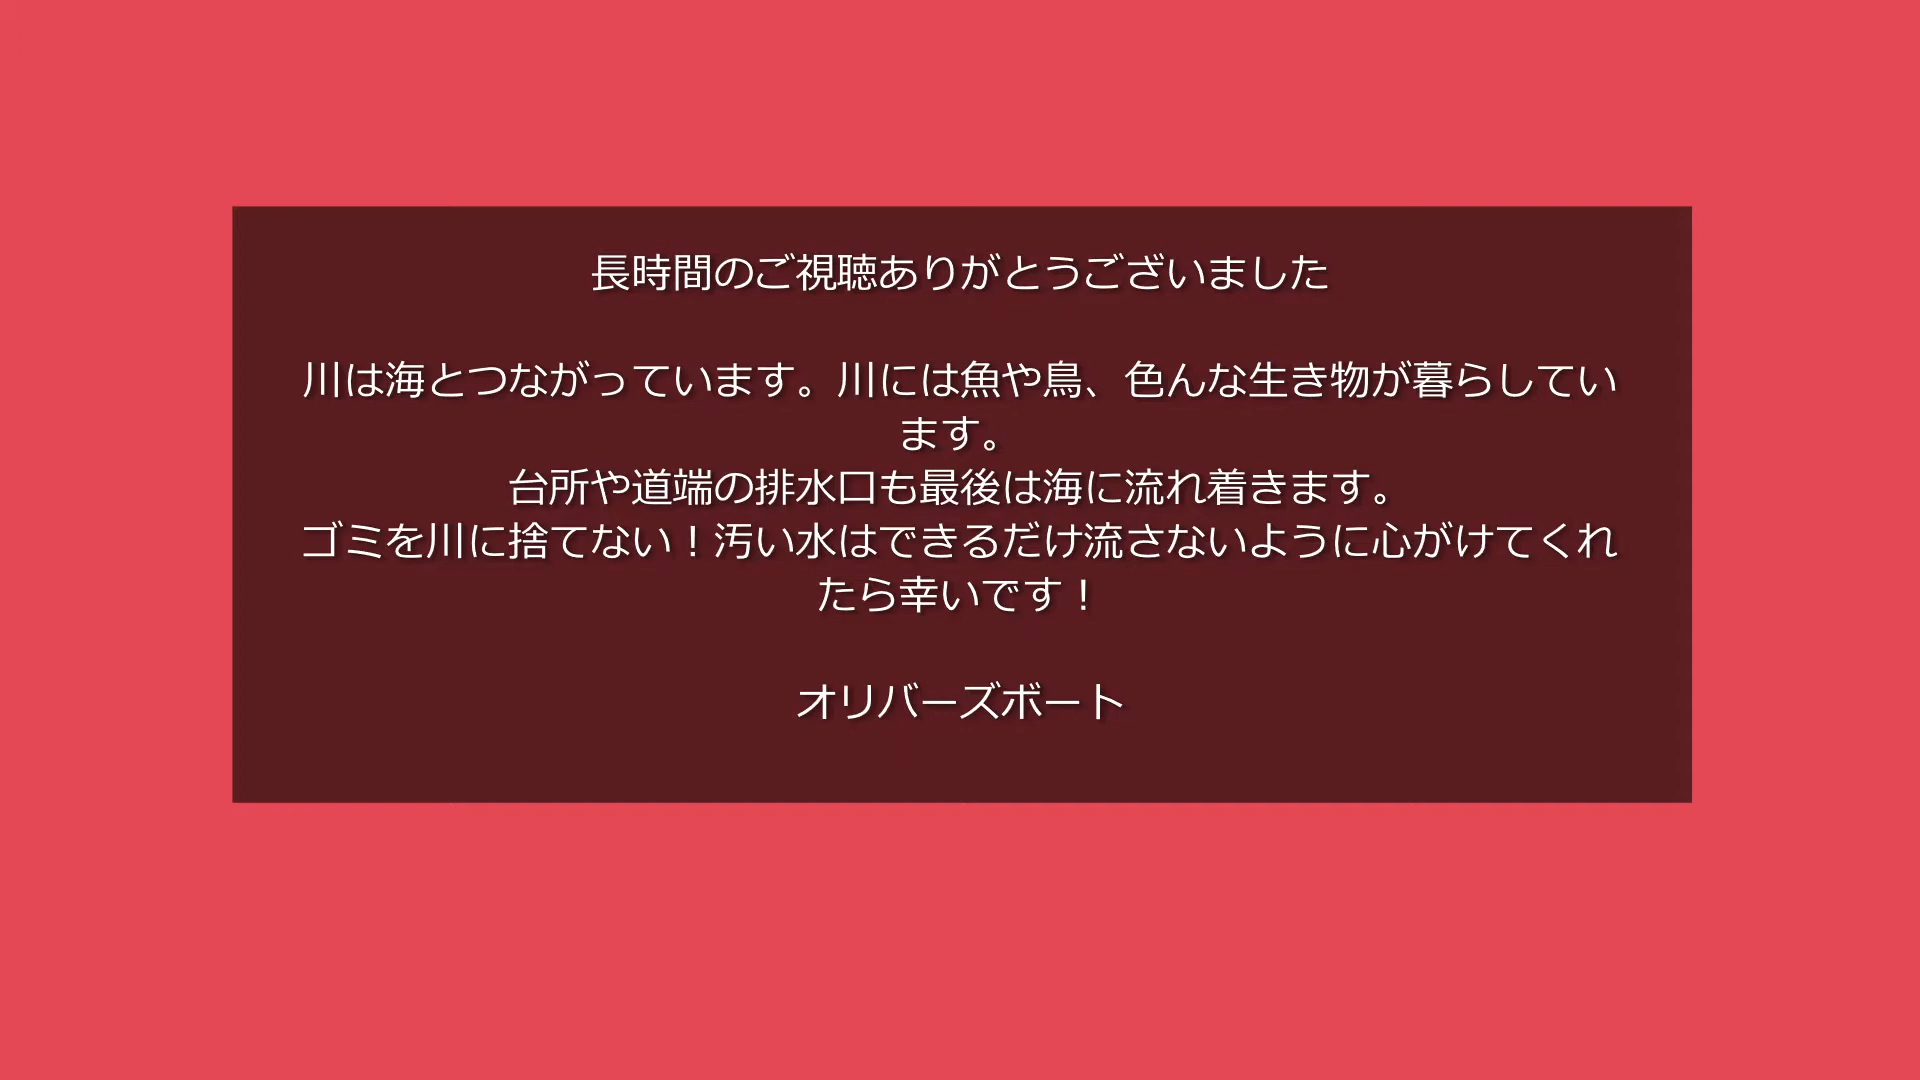 長時間のご視聴ありがとうございました
川は海とつながっています。川には魚や鳥、色んな生き物が暮らしてい
ます。
台所や道端の排水口も最後は海に流れ着きます。
ゴミを川に捨てない！汚い水はできるだけ流さないように心がけてくれ
たら幸いです！
オリバーズボート